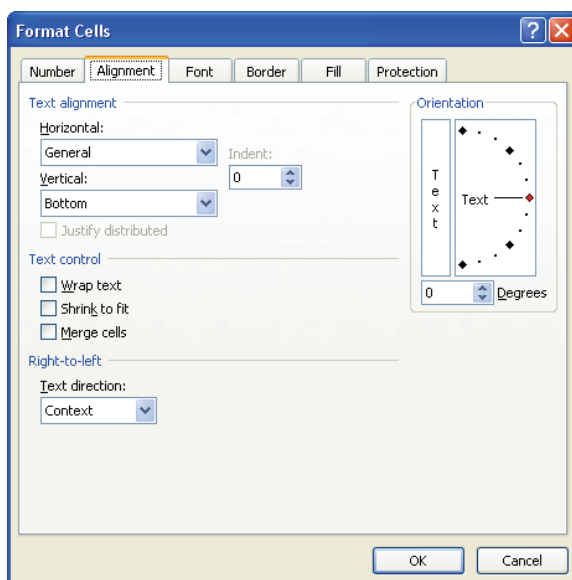 Format Cells
Number Alignment Font Border Fill Protection
Text alignment
Horizontal:
General
Indent:
0
Vertical:
Bottom
Justify distributed
Text control
Wrap text
Shrink to fit
Merge cells
Right-to-left
Text direction:
Context
Orientation
T
e
x
t
Text
0 Degrees
OK Cancel